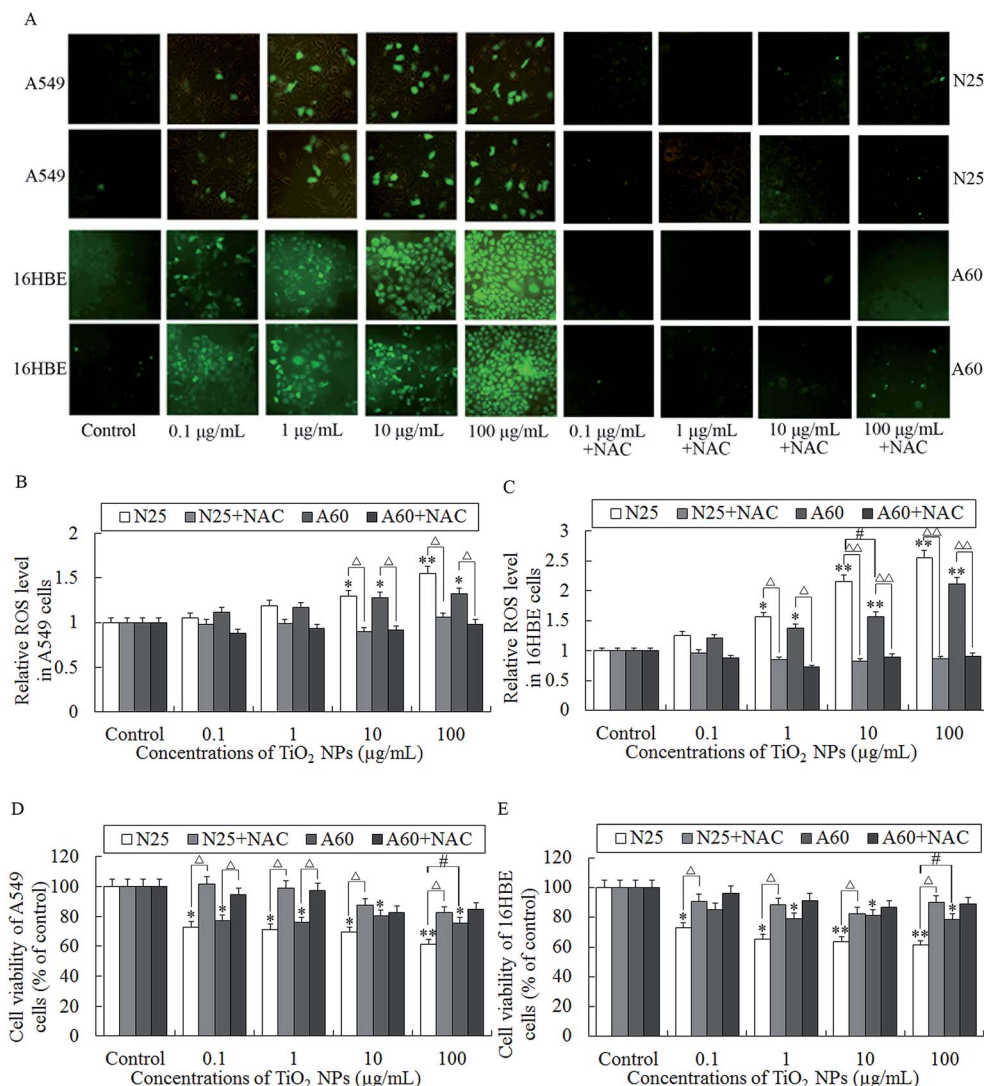 A
A549 N25
A549 N25
16HBE A60
16HBE A60
Control 0.1 μg/mL 1 μg/mL 10 μg/mL 100 μg/mL 0.1 μg/mL +NAC 1 μg/mL +NAC 10 μg/mL +NAC 100 μg/mL +NAC
B
N25 N25+NAC A60 A60+NAC
Relative ROS level
in A549 cells
2
1.5
1
0.5
0
△ △ △ △
* * ** *
Control 0.1 1 10 100
Concentrations of TiO₂ NPs (μg/mL)
C
N25 N25+NAC A60 A60+NAC
Relative ROS level
in 16HBE cells
3
2.5
2
1.5
1
0.5
0
#
△ △ △△ △△ △△ △△
* * ** ** ** **
Control 0.1 1 10 100
Concentrations of TiO₂ NPs (μg/mL)
D
N25 N25+NAC A60 A60+NAC
Cell viability of A549
cells (% of control)
120
100
80
60
40
20
0
#
△ △ △ △ △ △
* * * * * * ** *
Control 0.1 1 10 100
Concentrations of TiO₂ NPs (μg/mL)
E
N25 N25+NAC A60 A60+NAC
Cell viability of 16HBE
cells (% of control)
120
100
80
60
40
20
0
#
△ △ △ △
* * * ** * ** *
Control 0.1 1 10 100
Concentrations of TiO₂ NPs (μg/mL)